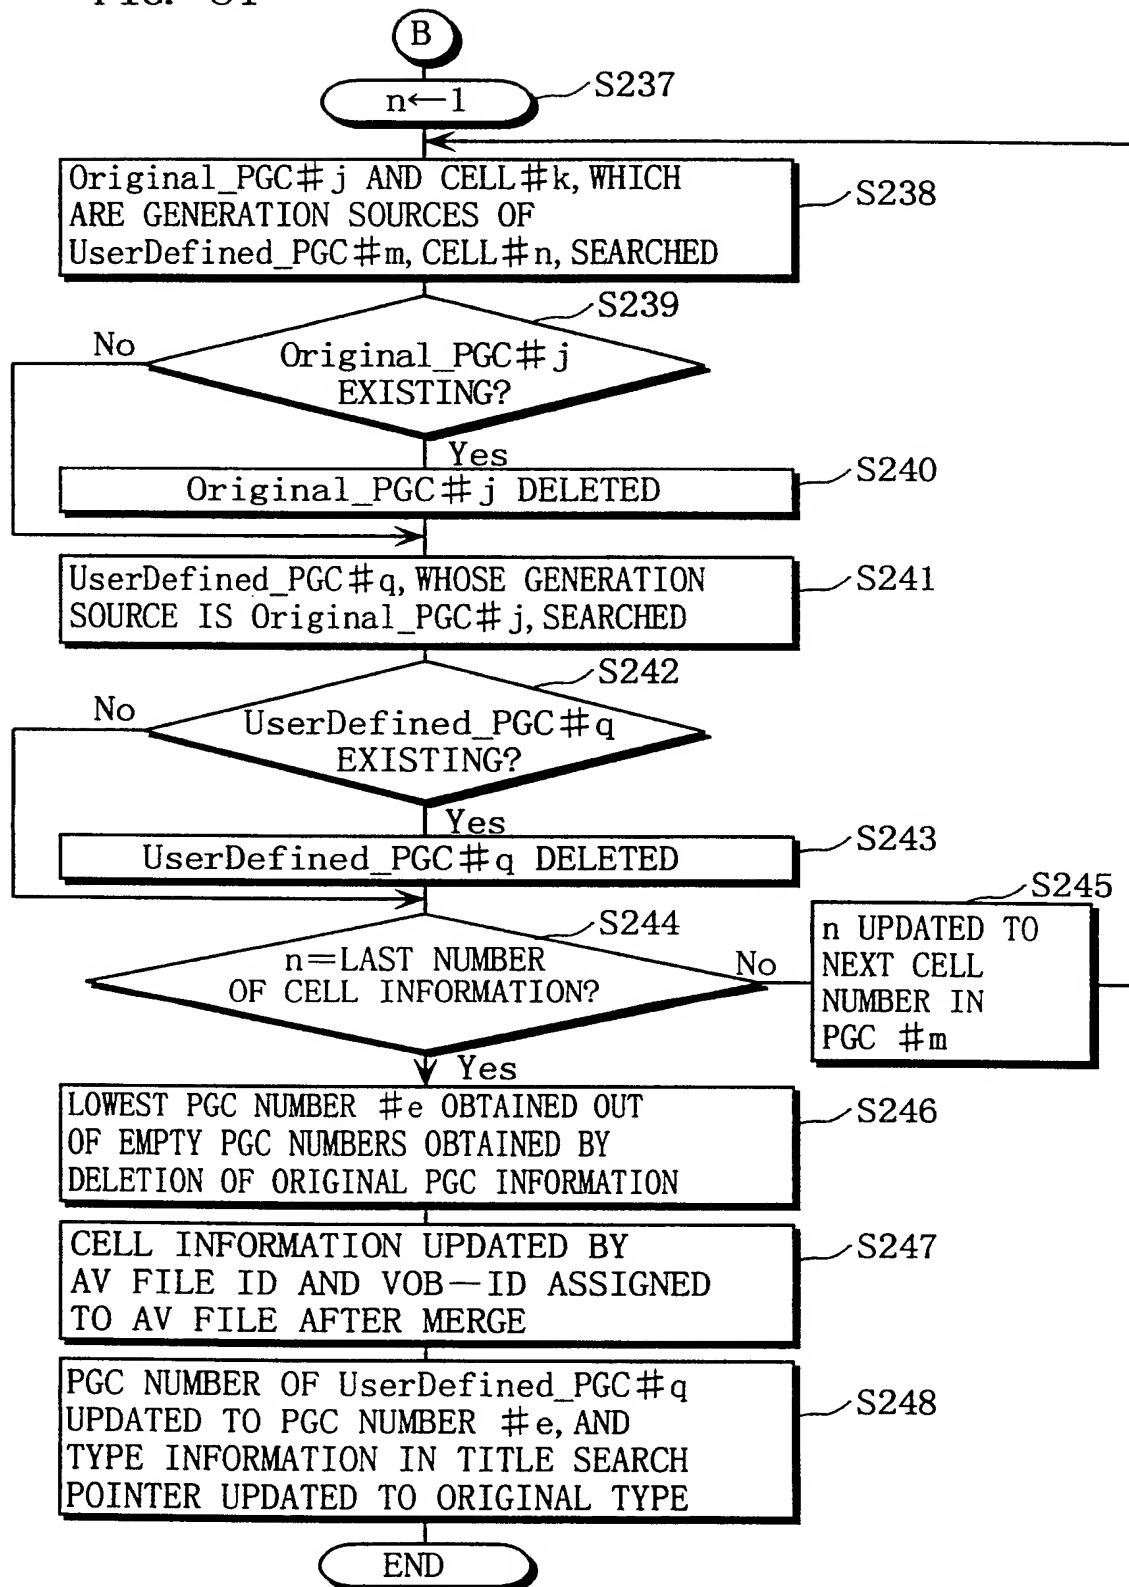 FIG. 81
B
n←1
S237
Original_PGC#j AND CELL#k, WHICH
ARE GENERATION SOURCES OF
UserDefined_PGC#m, CELL#n, SEARCHED
S238
S239
No
Original_PGC#j
EXISTING?
Yes
Original_PGC#j DELETED
S240
UserDefined_PGC#q, WHOSE GENERATION
SOURCE IS Original_PGC#j, SEARCHED
S241
S242
No
UserDefined_PGC#q
EXISTING?
Yes
UserDefined_PGC#q DELETED
S243
S244
n=LAST NUMBER
OF CELL INFORMATION?
No
S245
n UPDATED TO
NEXT CELL
NUMBER IN
PGC #m
Yes
LOWEST PGC NUMBER #e OBTAINED OUT
OF EMPTY PGC NUMBERS OBTAINED BY
DELETION OF ORIGINAL PGC INFORMATION
S246
CELL INFORMATION UPDATED BY
AV FILE ID AND VOB-ID ASSIGNED
TO AV FILE AFTER MERGE
S247
PGC NUMBER OF UserDefined_PGC#q
UPDATED TO PGC NUMBER #e, AND
TYPE INFORMATION IN TITLE SEARCH
POINTER UPDATED TO ORIGINAL TYPE
S248
END